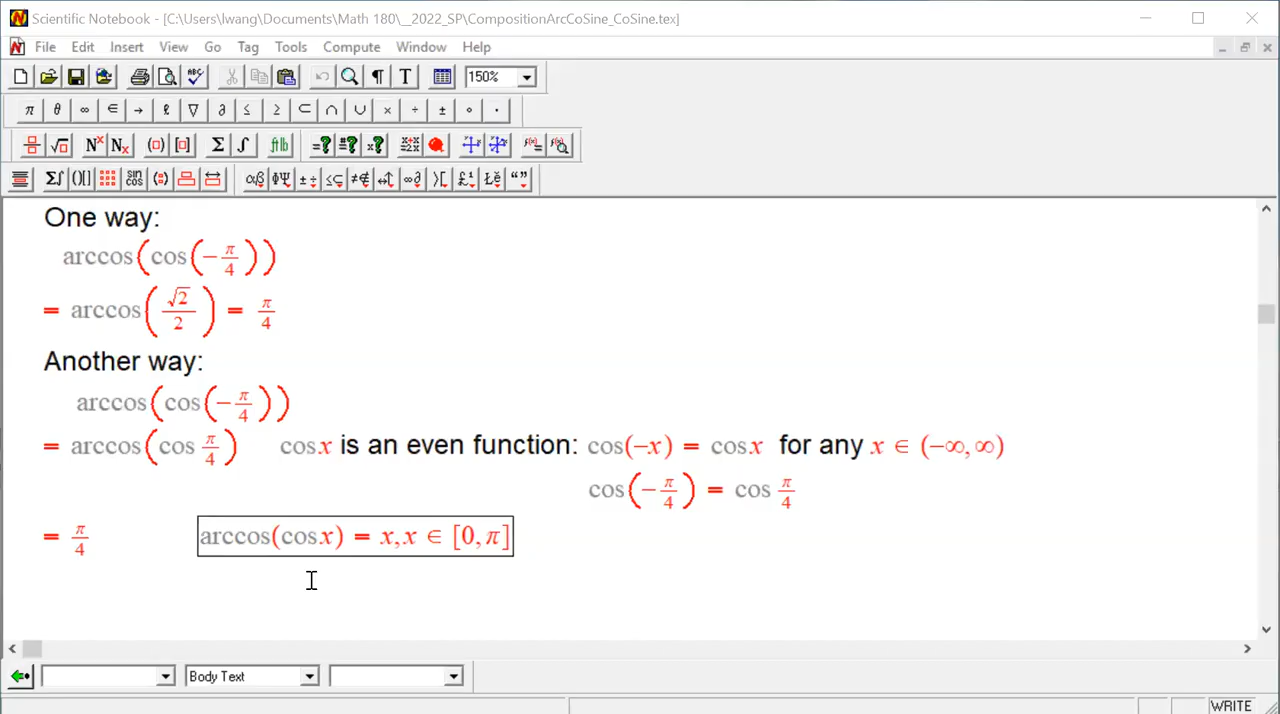 Scientific Notebook - [C:\Users\lwang\Documents\Math 180\__2022_SP\CompositionArcCoSine_CoSine.tex]
File Edit Insert View Go Tag Tools Compute Window Help
150%
π θ ∞ ∈ → ℓ ∇ ∂ ≤ ≥ ⊂ ∩ ∪ × ÷ ± ∘ ·
One way:
arccos(cos(−π/4))
= arccos(√2/2) = π/4
Another way:
arccos(cos(−π/4))
= arccos(cos π/4) cos x is an even function: cos(−x) = cos x for any x ∈ (−∞, ∞)
cos(−π/4) = cos π/4
= π/4 arccos(cos x) = x, x ∈ [0, π]
Body Text
WRITE